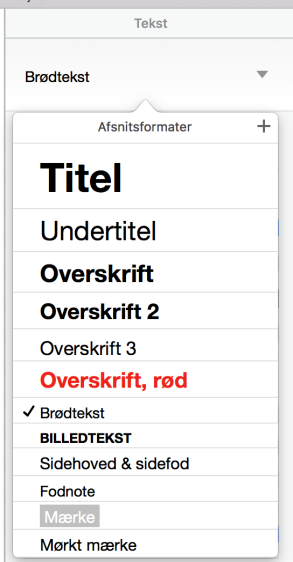 Tekst
Brødtekst
Afsnitsformater +
Titel
Undertitel
Overskrift
Overskrift 2
Overskrift 3
Overskrift, rød
✓ Brødtekst
BILLEDTEKST
Sidehoved & sidefod
Fodnote
Mærke
Mørkt mærke